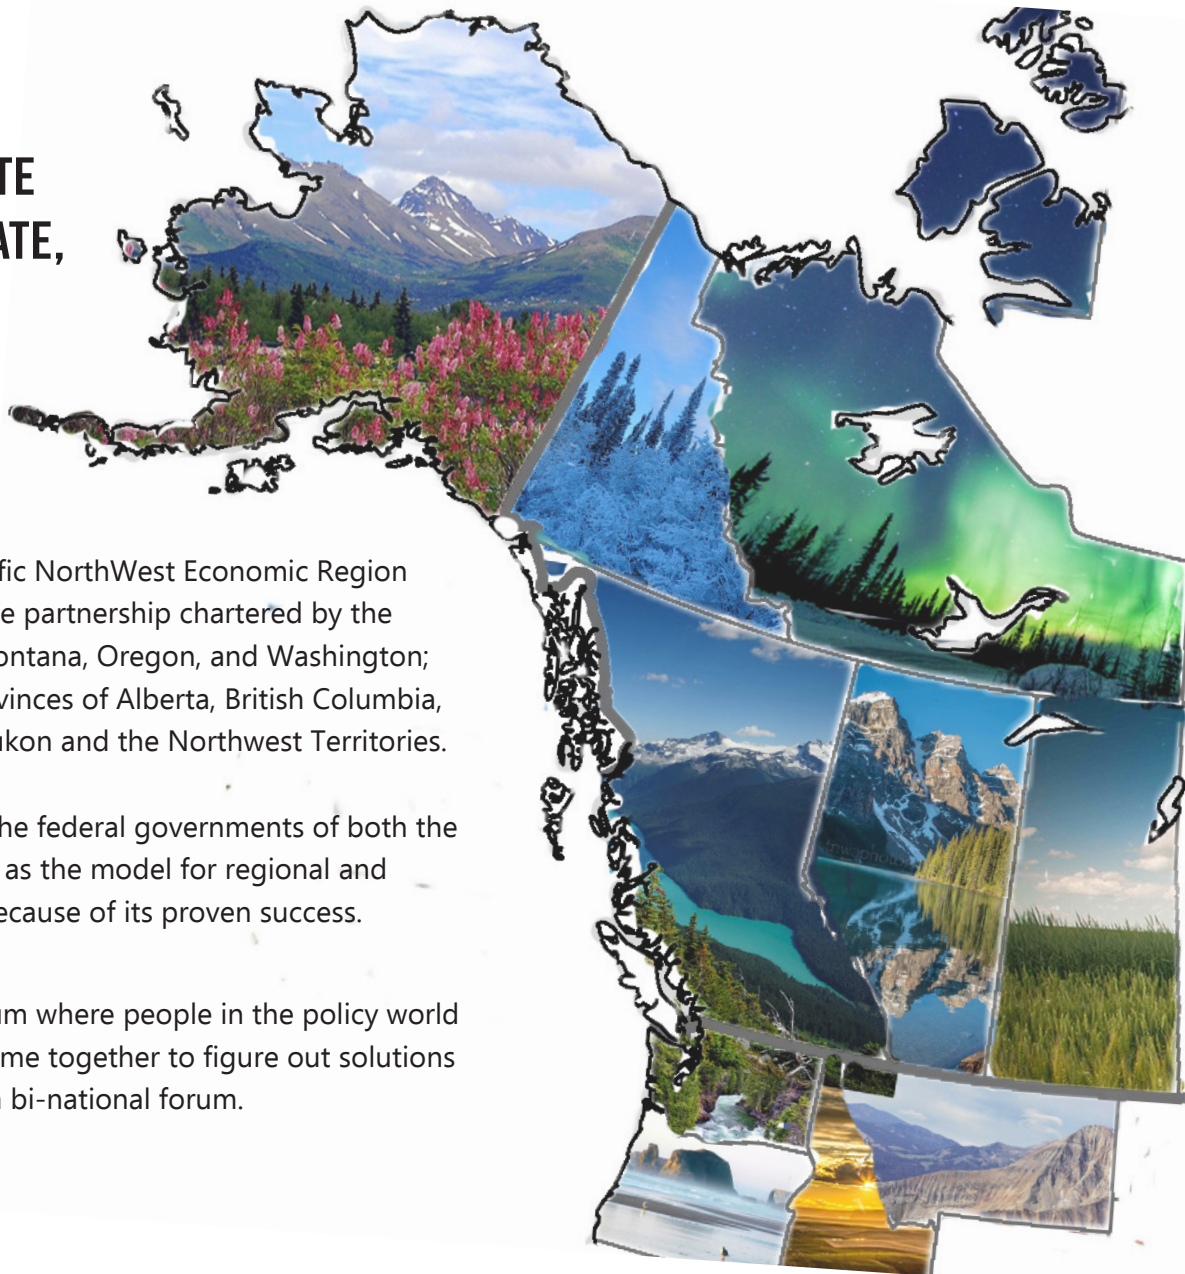 TE
ATE,
fic NorthWest Economic Region
e partnership chartered by the
ontana, Oregon, and Washington;
vinces of Alberta, British Columbia,
ukon and the Northwest Territories.
he federal governments of both the
as the model for regional and
ecause of its proven success.
um where people in the policy world
me together to figure out solutions
bi-national forum.